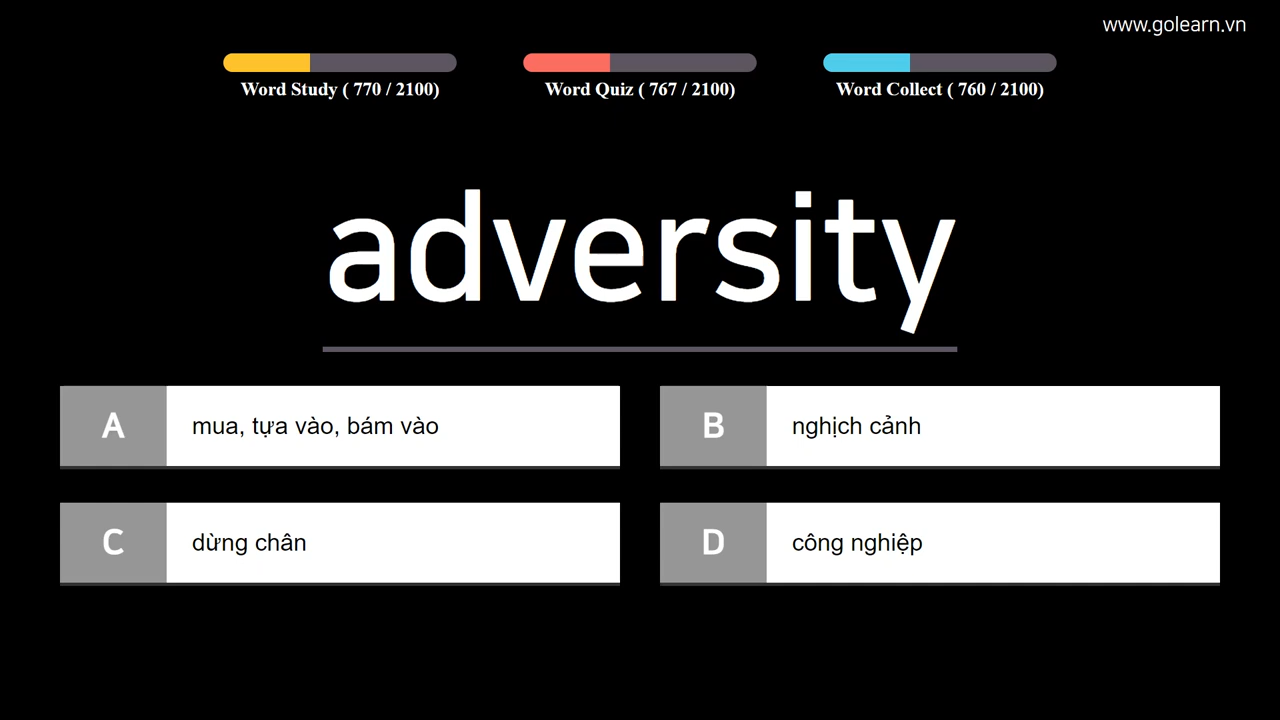 www.golearn.vn
Word Study ( 770 / 2100)
Word Quiz ( 767 / 2100)
Word Collect ( 760 / 2100)
adversity
A
mua, tựa vào, bám vào
B
nghịch cảnh
C
dừng chân
D
công nghiệp